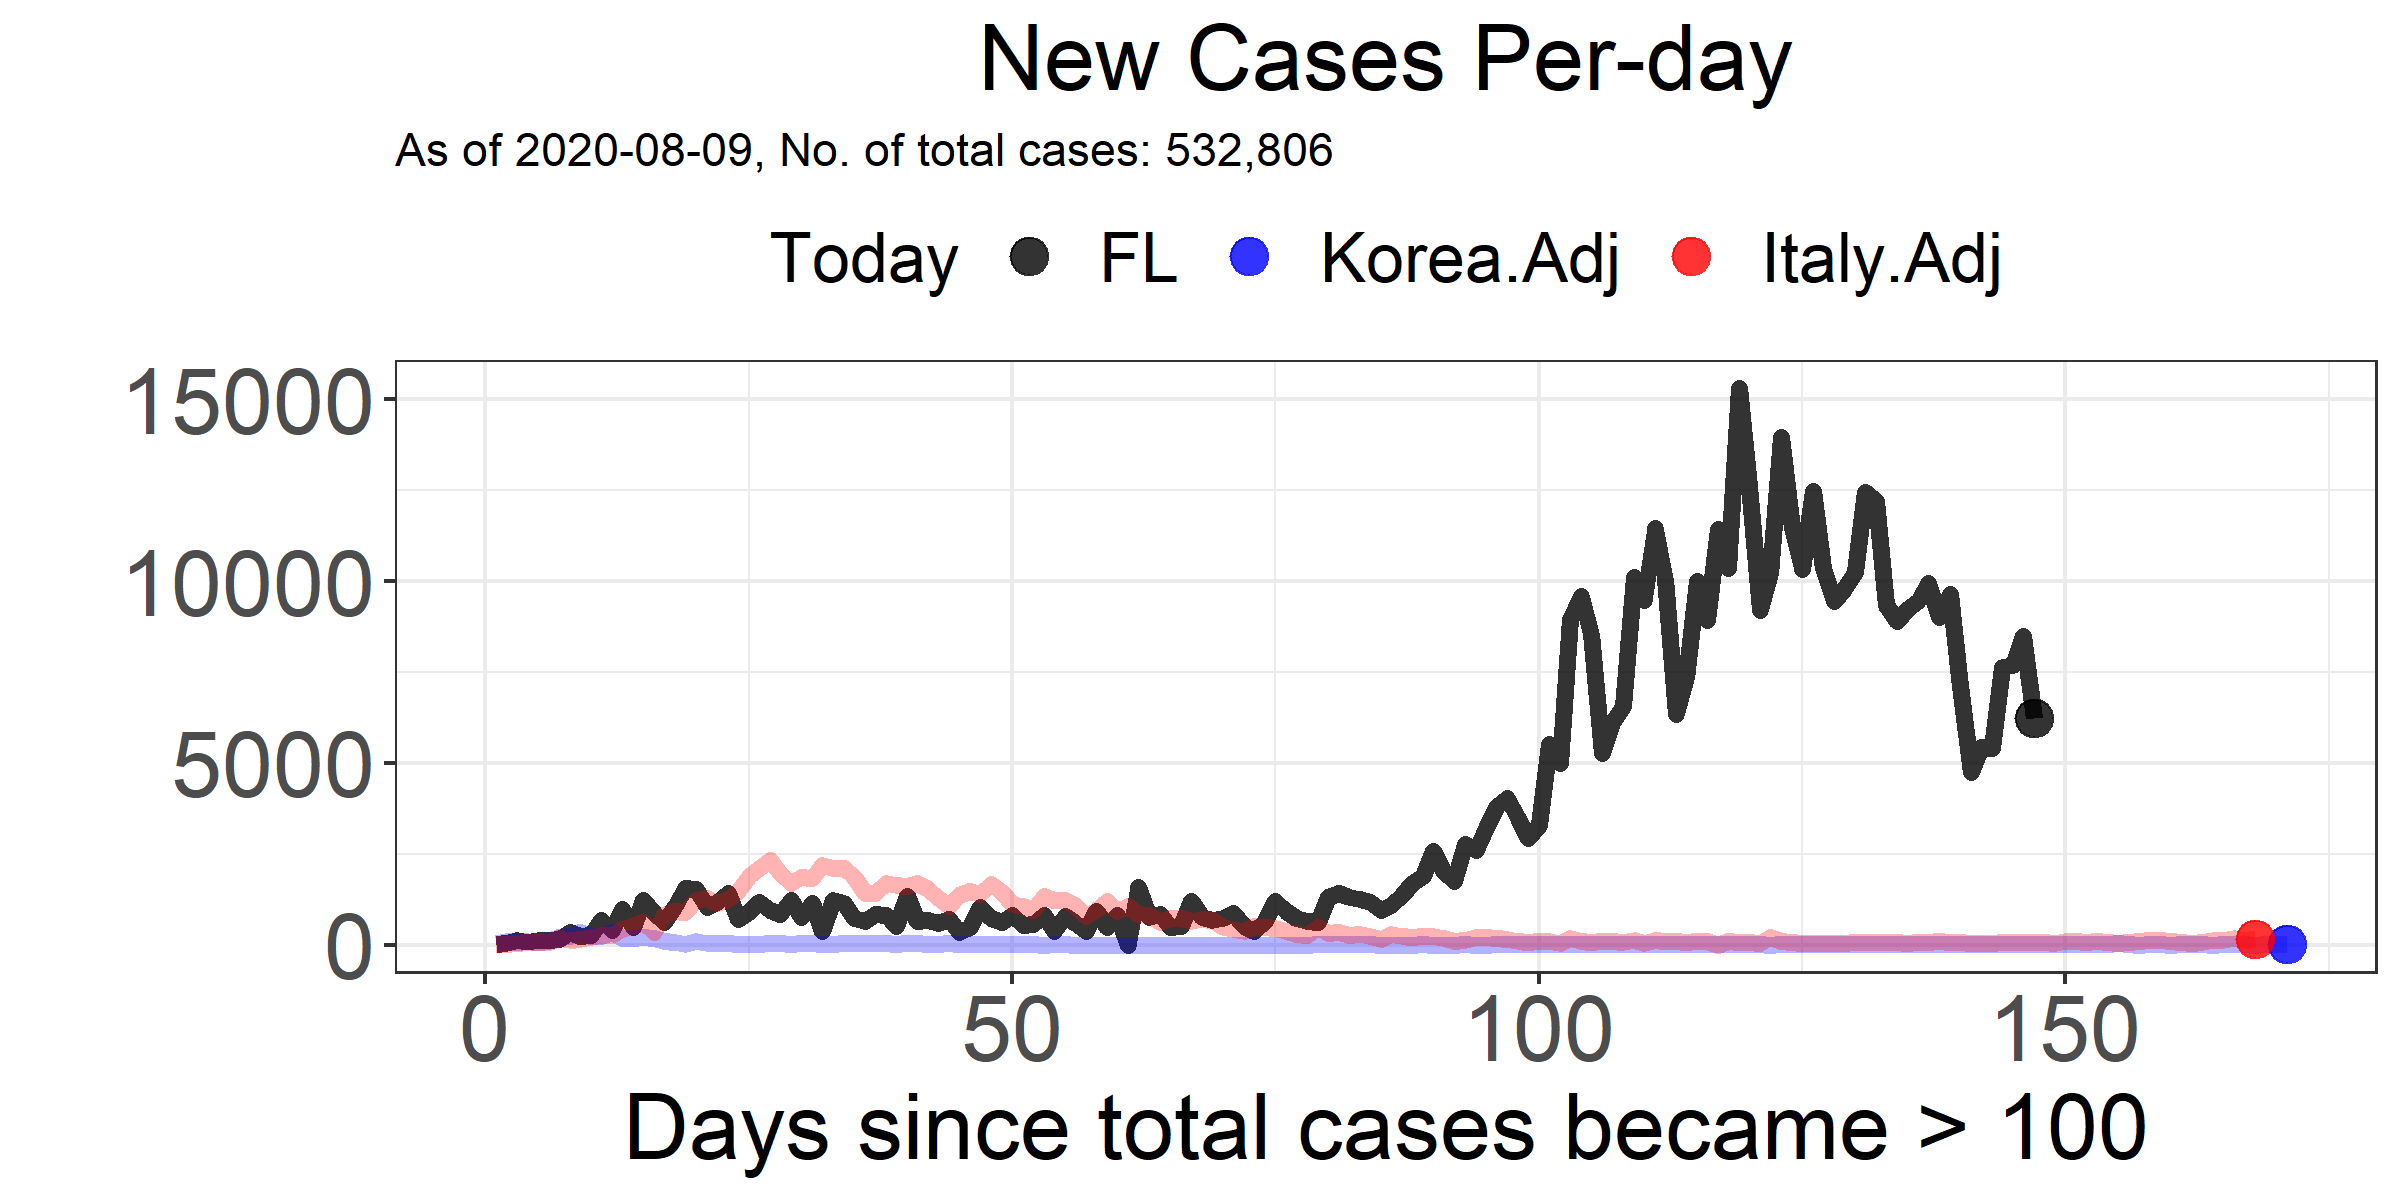 New Cases Per-day
As of 2020-08-09, No. of total cases: 532,806
Today FL Korea.Adj Italy.Adj
15000
10000
5000
0
0 50 100 150
Days since total cases became > 100